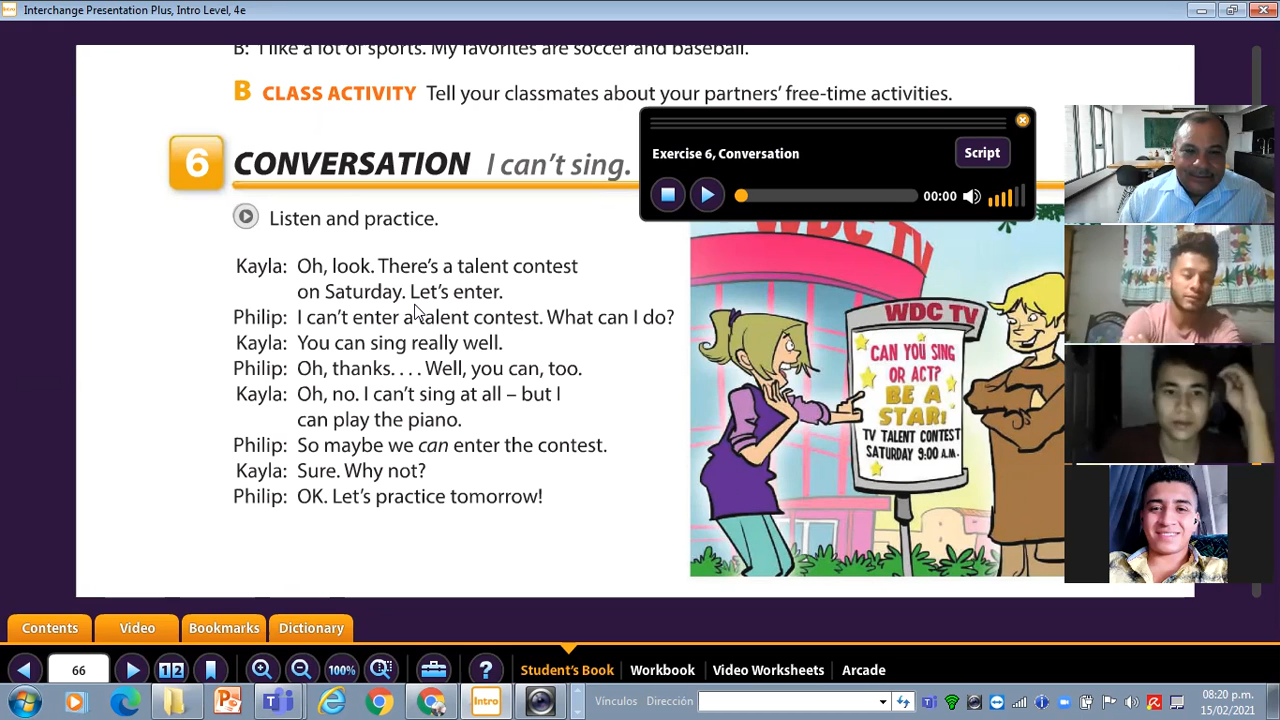 Interchange Presentation Plus, Intro Level, 4e
B: I like a lot of sports. My favorites are soccer and baseball.
B CLASS ACTIVITY Tell your classmates about your partners' free-time activities.
6 CONVERSATION I can't sing.
Exercise 6, Conversation
Script
00:00
Listen and practice.
Kayla: Oh, look. There's a talent contest
on Saturday. Let's enter.
Philip: I can't enter a talent contest. What can I do?
Kayla: You can sing really well.
Philip: Oh, thanks. . . . Well, you can, too.
Kayla: Oh, no. I can't sing at all – but I
can play the piano.
Philip: So maybe we can enter the contest.
Kayla: Sure. Why not?
Philip: OK. Let's practice tomorrow!
WDC TV
WDC TV
CAN YOU SING
OR ACT?
BE A
STAR!
TV TALENT CONTEST
SATURDAY 9:00 A.M.
Contents Video Bookmarks Dictionary
66 12 100% Student's Book Workbook Video Worksheets Arcade
Intro Vínculos Dirección 08:20 p.m.
15/02/2021